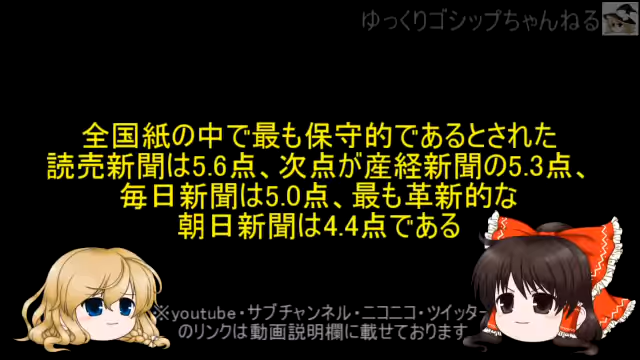 ゆっくりゴシップちゃんねる
全国紙の中で最も保守的であるとされた
読売新聞は5.6点、次点が産経新聞の5.3点、
毎日新聞は5.0点、最も革新的な
朝日新聞は4.4点である
※youtube・サブチャンネル・ニコニコ・ツイッター
のリンクは動画説明欄に載せております